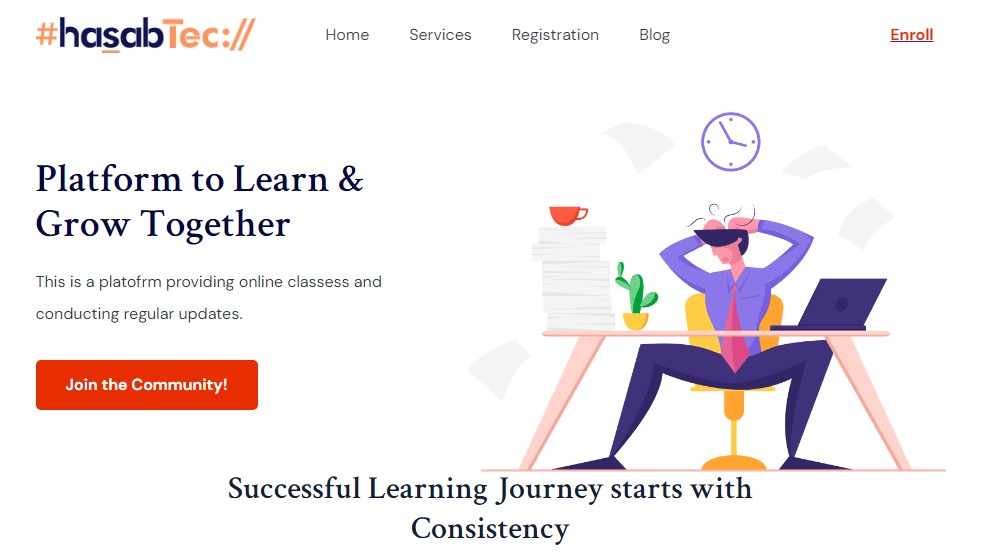 #hasabTec://
Home Services Registration Blog Enroll
Platform to Learn &
Grow Together
This is a platofrm providing online classess and
conducting regular updates.
Join the Community!
Successful Learning Journey starts with
Consistency